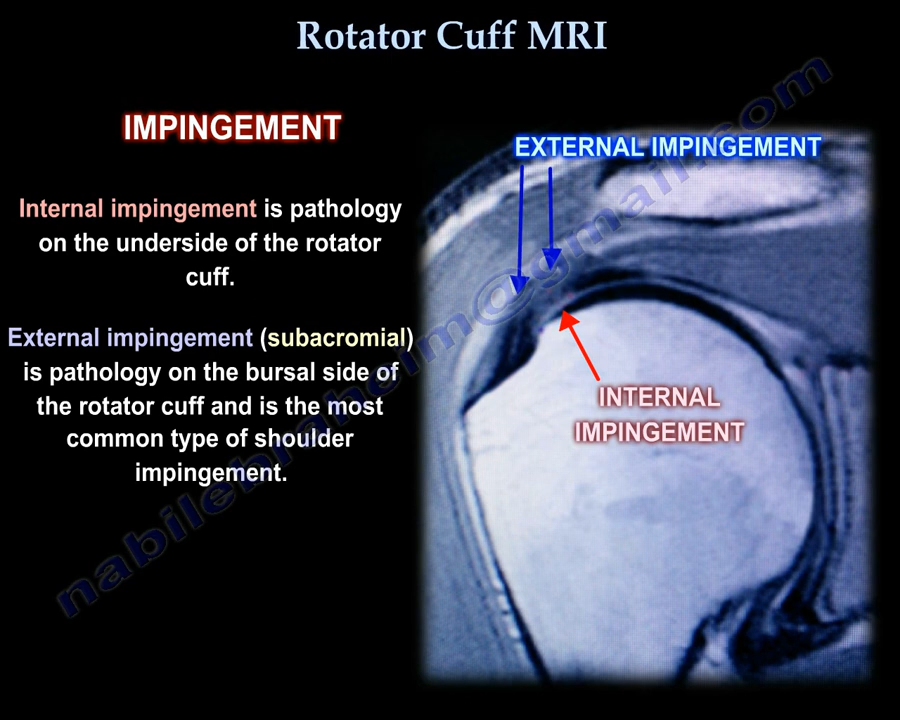 Rotator Cuff MRI
IMPINGEMENT
Internal impingement is pathology
on the underside of the rotator
cuff.
External impingement (subacromial)
is pathology on the bursal side of
the rotator cuff and is the most
common type of shoulder
impingement.
EXTERNAL IMPINGEMENT
INTERNAL
IMPINGEMENT
nabilebraheim@gmail.com